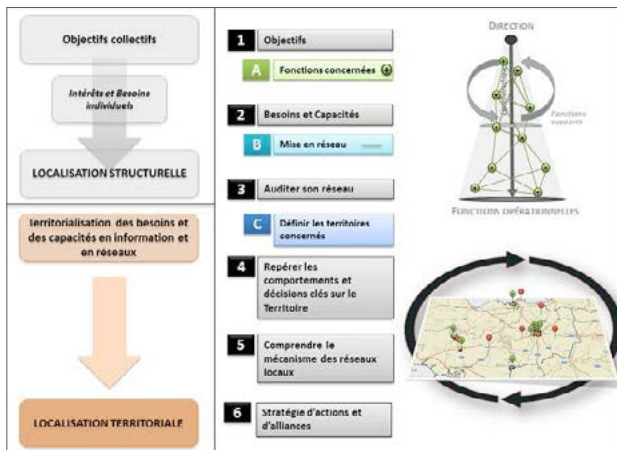 Objectifs collectifs
Intérêts et Besoins
individuels
LOCALISATION STRUCTURELLE
Territorialisation des besoins et
des capacités en information et
en réseaux
LOCALISATION TERRITORIALE
1 Objectifs
A Fonctions concernées
2 Besoins et Capacités
B Mise en réseau
3 Auditer son réseau
C Définir les territoires
concernés
4 Repérer les
comportements et
décisions clés sur le
Territoire
5 Comprendre le
mécanisme des réseaux
locaux
6 Stratégie d'actions et
d'alliances
DIRECTION
Fonctions
supports
FONCTIONS OPÉRATIONNELLES